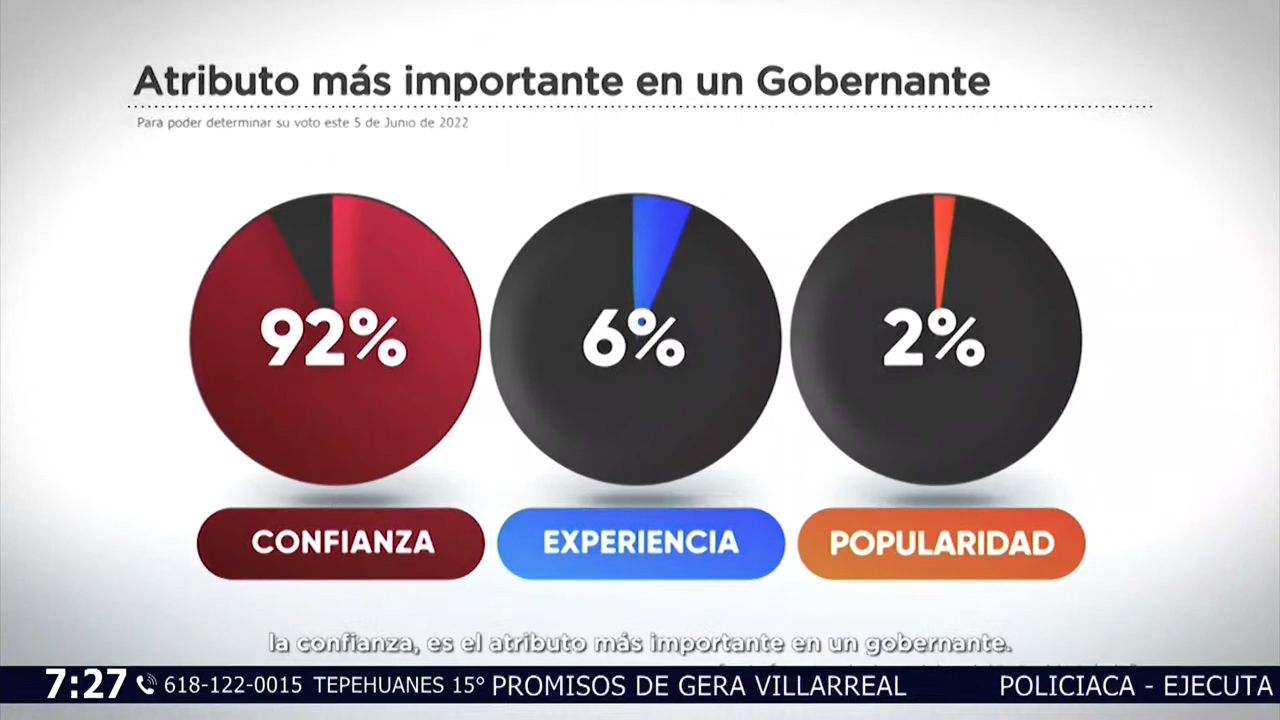 Atributo más importante en un Gobernante
Para poder determinar su voto este 5 de Junio de 2022
92%
6%
2%
CONFIANZA
EXPERIENCIA
POPULARIDAD
la confianza, es el atributo más importante en un gobernante.
7:27 618-122-0015 TEPEHUANES 15° PROMISOS DE GERA VILLARREAL POLICIACA - EJECUTA